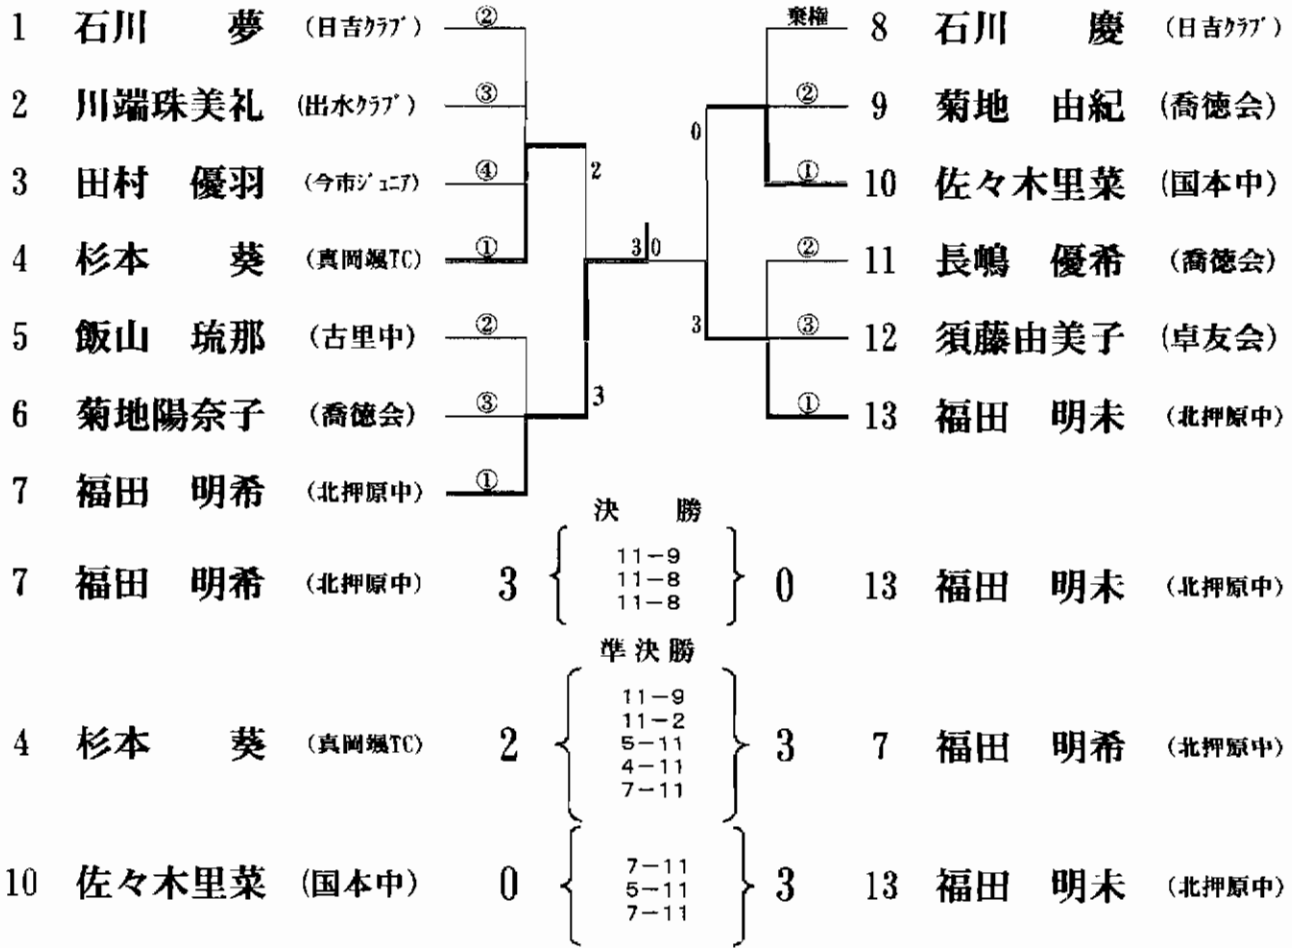 1 石川 夢 (日吉クラブ) ② 棄権 8 石川 慶 (日吉クラブ)
2 川端珠美礼 (出水クラブ) ③ ② 9 菊地 由紀 (喬徳会)
0
3 田村 優羽 (今市ジュニア) ④ 2 ① 10 佐々木里菜 (国本中)
4 杉本 葵 (真岡颯TC) ① 3 0 ② 11 長嶋 優希 (喬徳会)
5 飯山 琉那 (古里中) ② 3 ③ 12 須藤由美子 (卓友会)
6 菊地陽奈子 (喬徳会) ③ 3 ① 13 福田 明未 (北押原中)
7 福田 明希 (北押原中) ①
決 勝
11-9
7 福田 明希 (北押原中) 3 11-8 0 13 福田 明未 (北押原中)
11-8
準決勝
11-9
11-2
4 杉本 葵 (真岡颯TC) 2 5-11 3 7 福田 明希 (北押原中)
4-11
7-11
7-11
10 佐々木里菜 (国本中) 0 5-11 3 13 福田 明未 (北押原中)
7-11